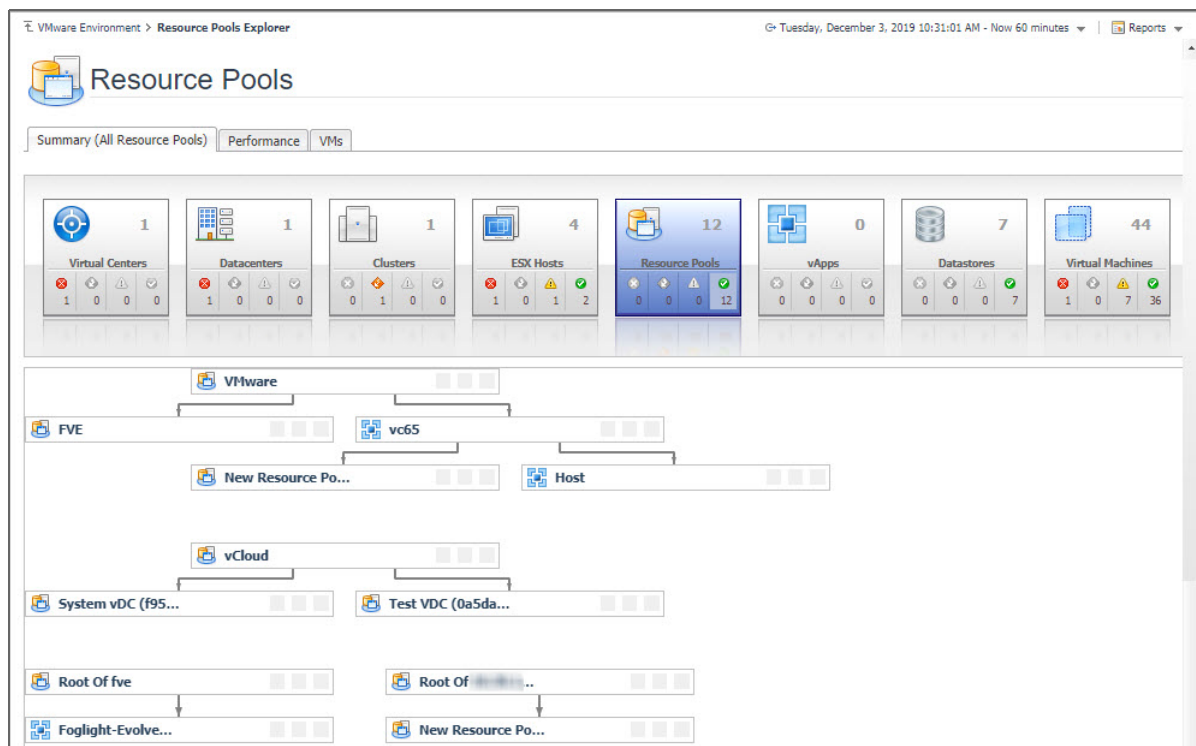 VMware Environment > Resource Pools Explorer
Tuesday, December 3, 2019 10:31:01 AM - Now 60 minutes
Reports
Resource Pools
Summary (All Resource Pools)
Performance
VMs
1
Virtual Centers
1 0 0 0
1
Datacenters
1 0 0 0
1
Clusters
0 1 0 0
4
ESX Hosts
1 0 1 2
12
Resource Pools
0 0 0 12
0
vApps
0 0 0 0
7
Datastores
0 0 0 7
44
Virtual Machines
1 0 7 36
VMware
FVE
vc65
New Resource Po...
Host
vCloud
System vDC (f95...
Test VDC (0a5da...
Root Of fve
Root Of ...
Foglight-Evolve...
New Resource Po...